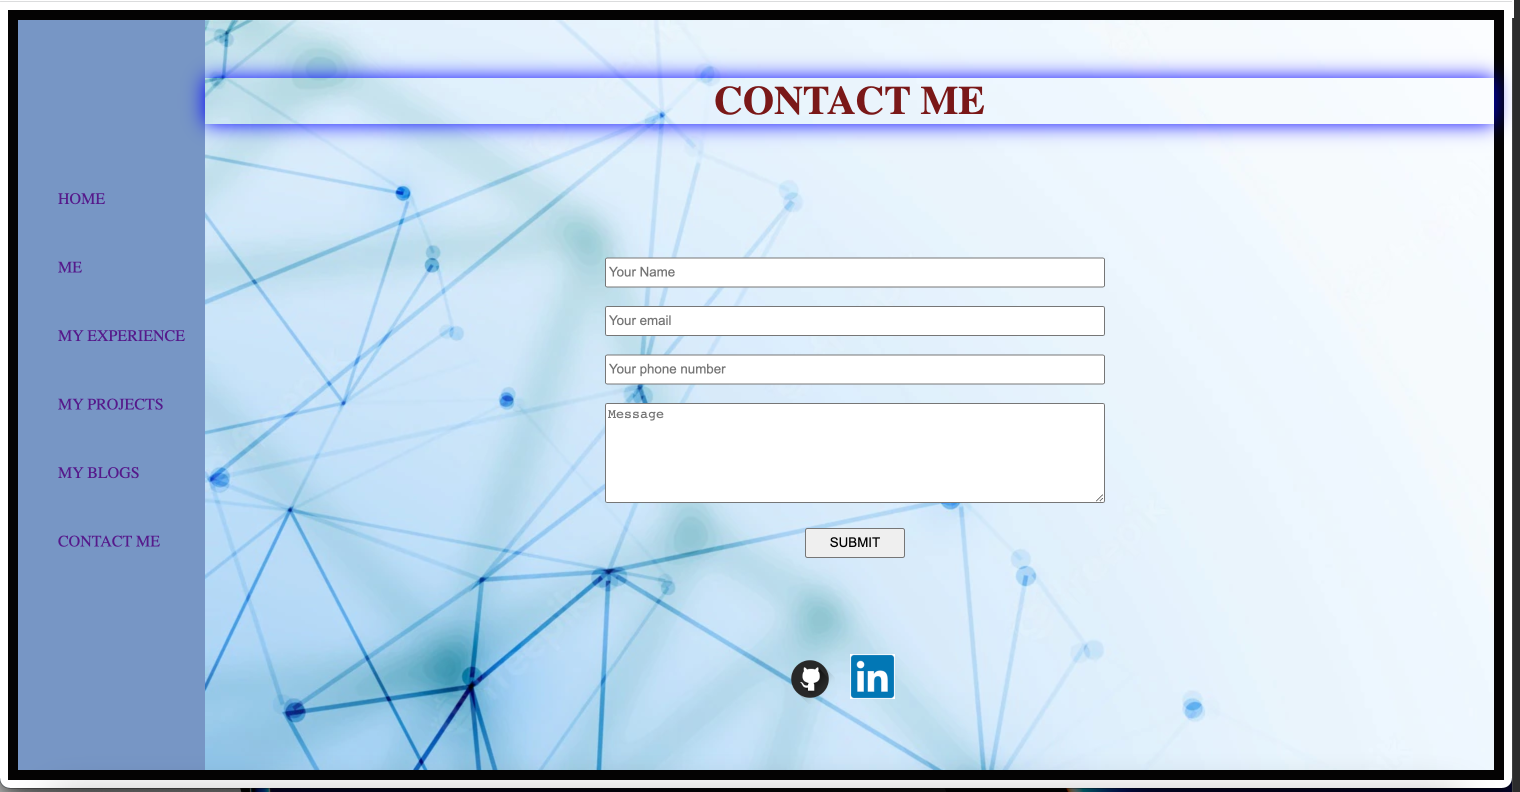 CONTACT ME
HOME
ME
MY EXPERIENCE
MY PROJECTS
MY BLOGS
CONTACT ME
Your Name
Your email
Your phone number
Message
SUBMIT
in